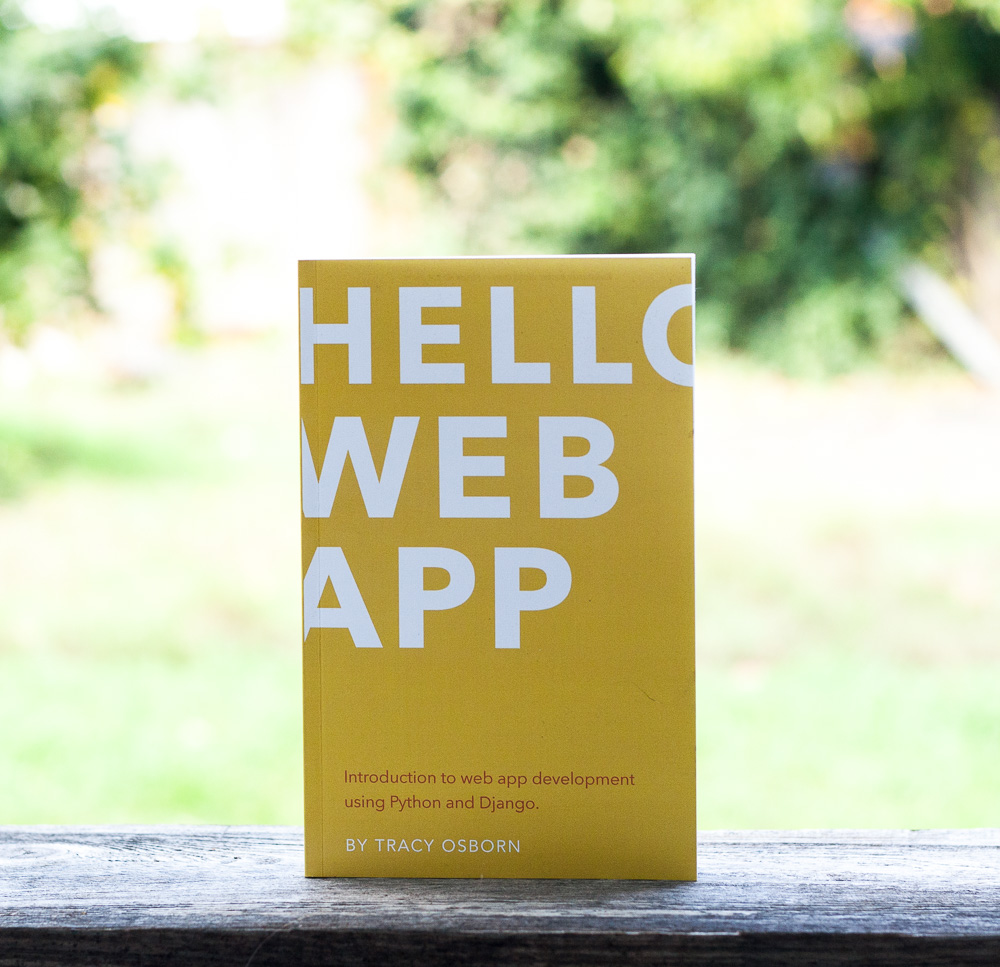 HELLO
WEB
APP
Introduction to web app development
using Python and Django.
BY TRACY OSBORN